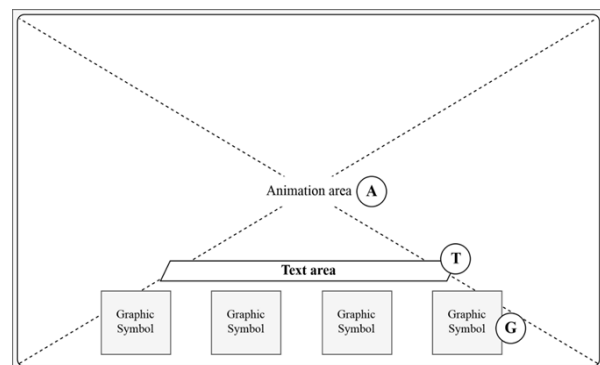 Animation area A
T
Text area
Graphic
Symbol
Graphic
Symbol
Graphic
Symbol
Graphic
Symbol
G